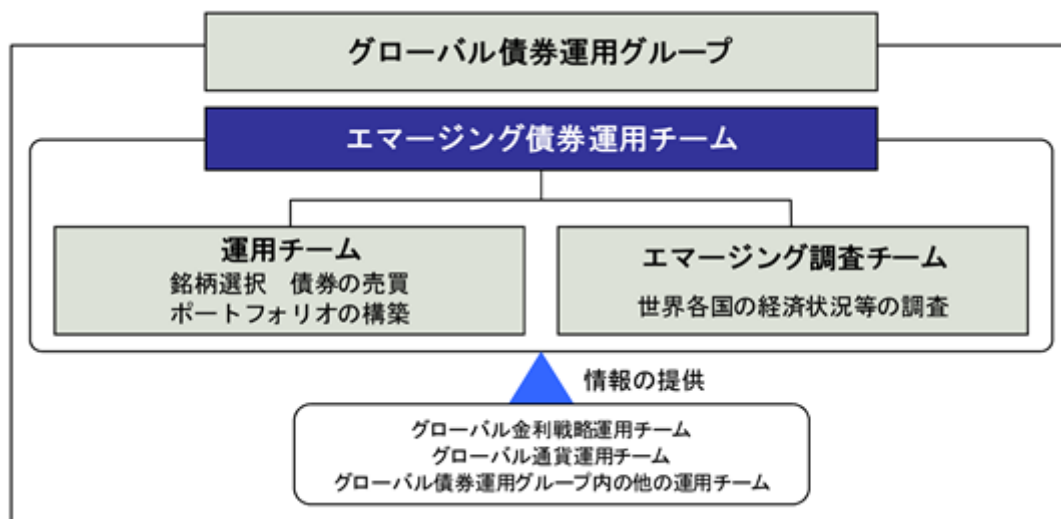 グローバル債券運用グループ
エマージング債券運用チーム
運用チーム
銘柄選択　債券の売買
ポートフォリオの構築
エマージング調査チーム
世界各国の経済状況等の調査
情報の提供
グローバル金利戦略運用チーム
グローバル通貨運用チーム
グローバル債券運用グループ内の他の運用チーム